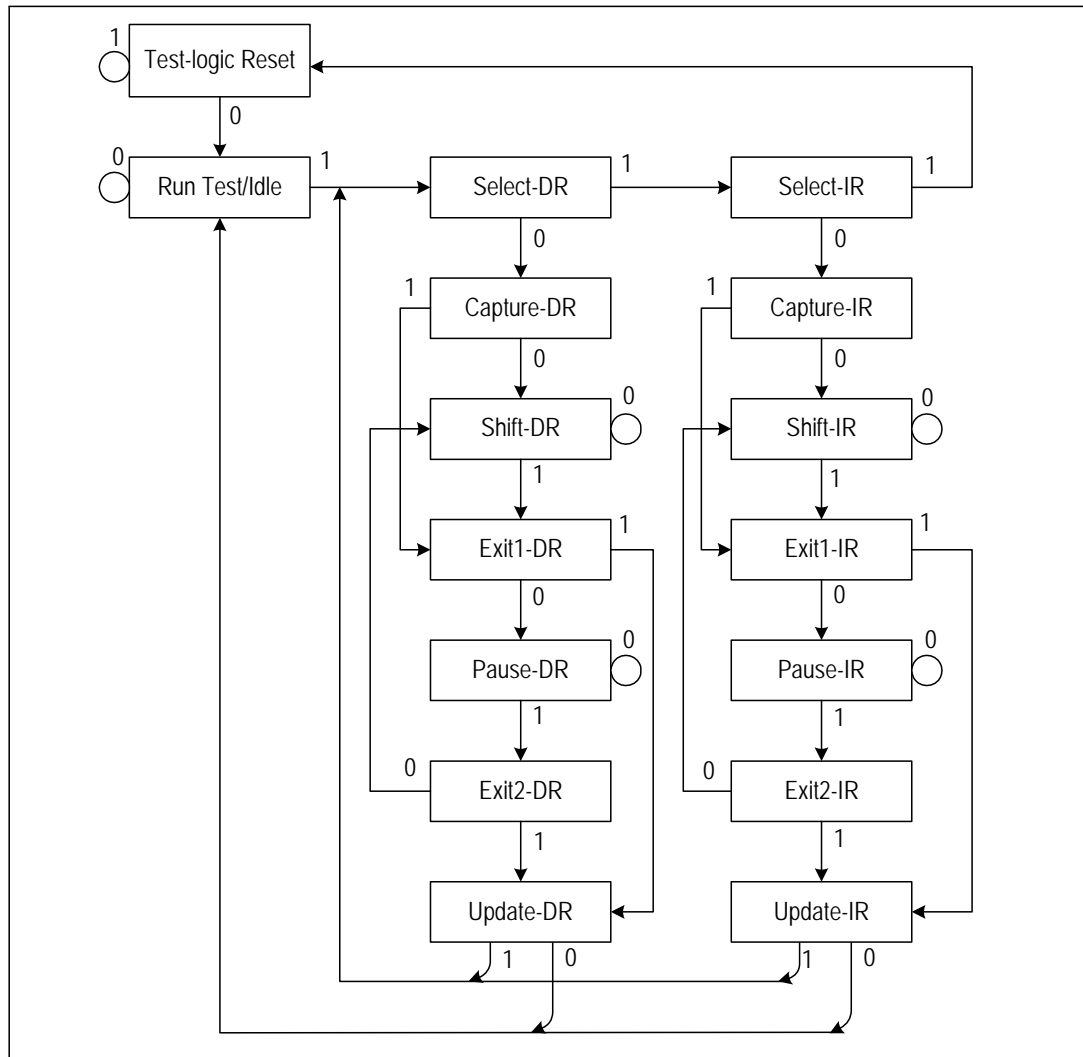 1
Test-logic Reset
0
0
Run Test/Idle
1
Select-DR
1
Select-IR
1
0
0
1
Capture-DR
1
Capture-IR
0
0
Shift-DR
0
Shift-IR
0
1
1
Exit1-DR
1
Exit1-IR
1
0
0
Pause-DR
0
Pause-IR
0
1
1
0
Exit2-DR
0
Exit2-IR
1
1
Update-DR
Update-IR
1
0
1
0